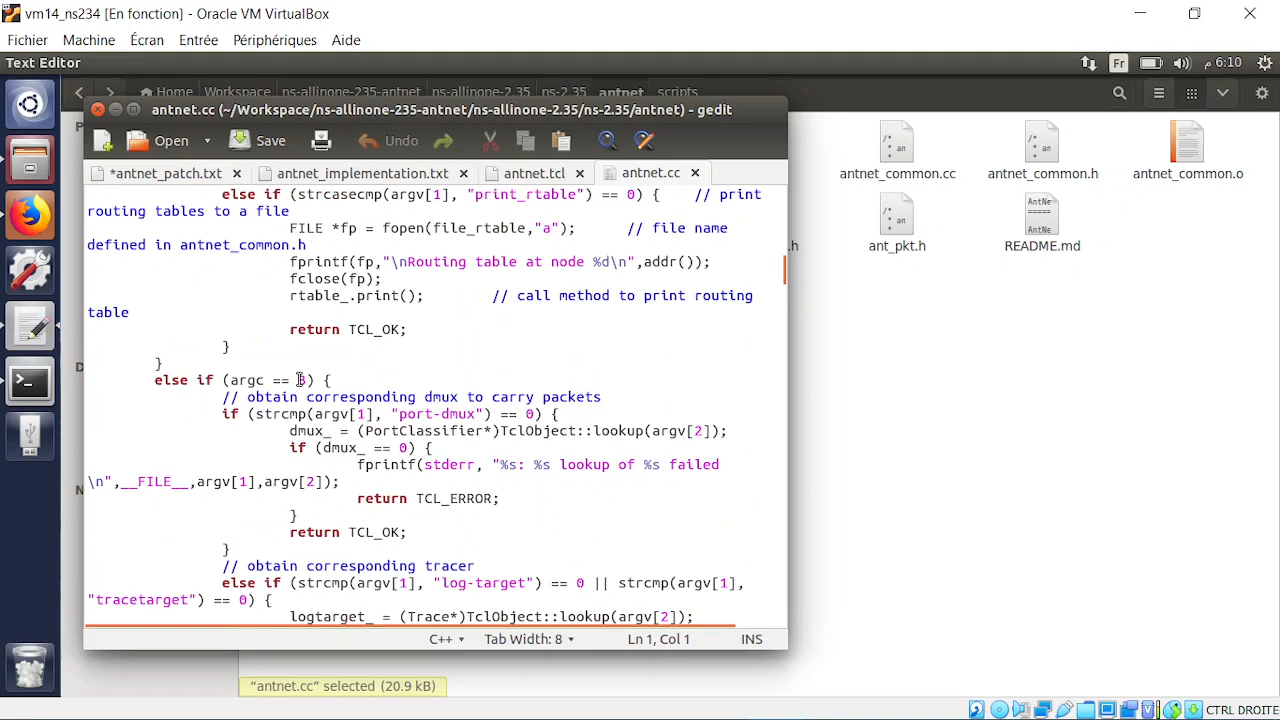 vm14_ns234 [En fonction] - Oracle VM VirtualBox
Fichier Machine Écran Entrée Périphériques Aide
Text Editor
Fr
م 6:10
Home Workspace ns-allinone-235-antnet ns-allinone-2.35 ns-2.35 antnet scripts
antnet.cc (~/Workspace/ns-allinone-235-antnet/ns-allinone-2.35/ns-2.35/antnet) - gedit
Open Save Undo
*antnet_patch.txt antnet_implementation.txt antnet.tcl antnet.cc
else if (strcasecmp(argv[1], "print_rtable") == 0) { // print
routing tables to a file
FILE *fp = fopen(file_rtable,"a"); // file name
defined in antnet_common.h
fprintf(fp,"\nRouting table at node %d\n",addr());
fclose(fp);
rtable_.print(); // call method to print routing
table
return TCL_OK;
}
}
else if (argc == 3) {
// obtain corresponding dmux to carry packets
if (strcmp(argv[1], "port-dmux") == 0) {
dmux_ = (PortClassifier*)TclObject::lookup(argv[2]);
if (dmux_ == 0) {
fprintf(stderr, "%s: %s lookup of %s failed
\n",__FILE__,argv[1],argv[2]);
return TCL_ERROR;
}
return TCL_OK;
}
// obtain corresponding tracer
else if (strcmp(argv[1], "log-target") == 0 || strcmp(argv[1],
"tracetarget") == 0) {
logtarget_ = (Trace*)TclObject::lookup(argv[2]);
C++ Tab Width: 8 Ln 1, Col 1 INS
antnet_common.cc
antnet_common.h
antnet_common.o
.h
ant_pkt.h
README.md
"antnet.cc" selected (20.9 kB)
CTRL DROITE